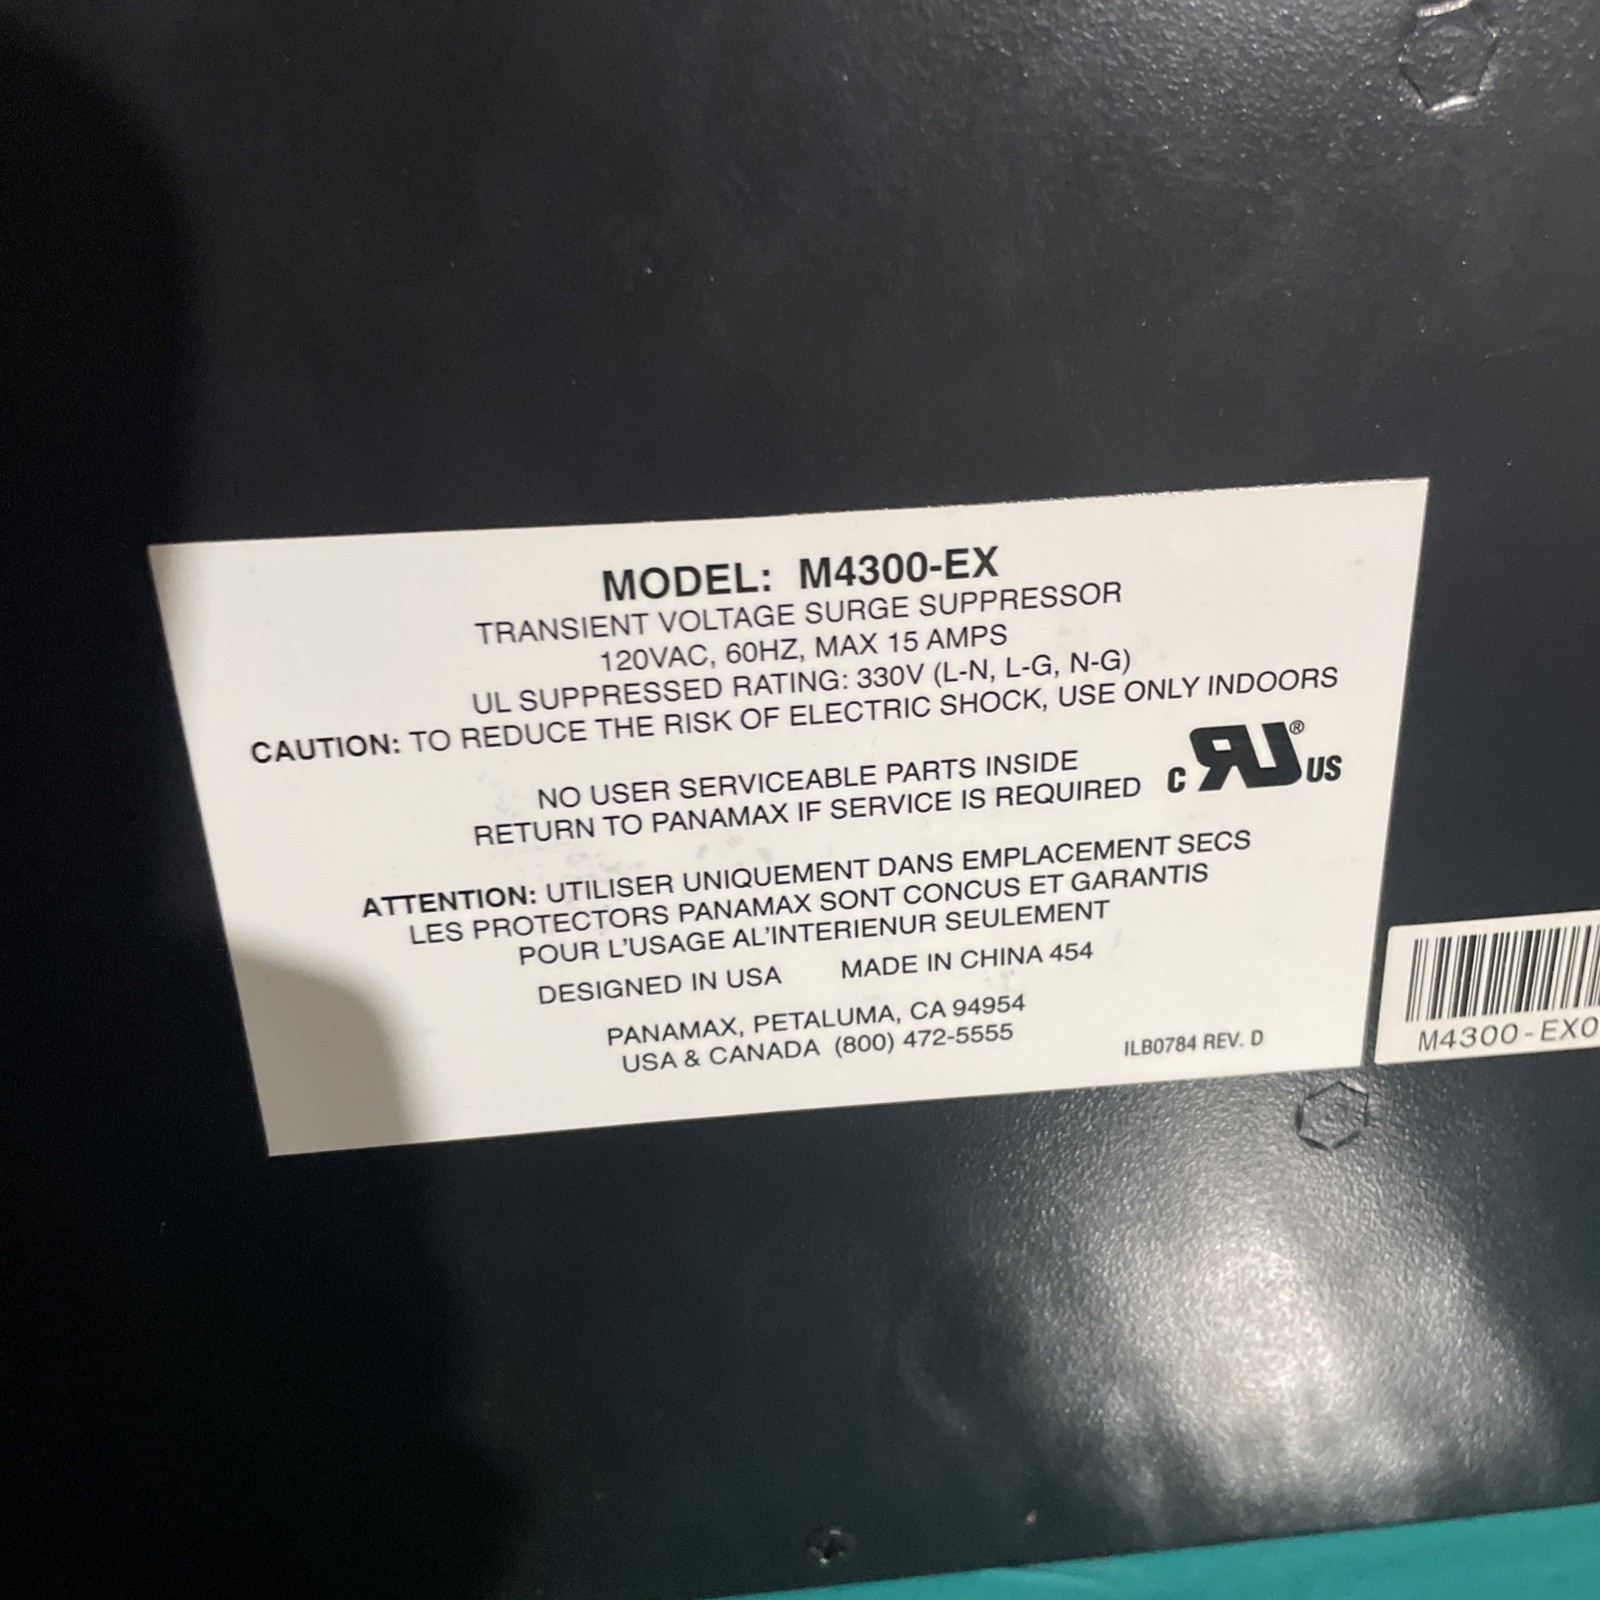 MODEL: M4300-EX
TRANSIENT VOLTAGE SURGE SUPPRESSOR
120VAC, 60HZ, MAX 15 AMPS
UL SUPPRESSED RATING: 330V (L-N, L-G, N-G)
CAUTION: TO REDUCE THE RISK OF ELECTRIC SHOCK, USE ONLY INDOORS
NO USER SERVICEABLE PARTS INSIDE
RETURN TO PANAMAX IF SERVICE IS REQUIRED
C RU® US
ATTENTION: UTILISER UNIQUEMENT DANS EMPLACEMENT SECS
LES PROTECTORS PANAMAX SONT CONCUS ET GARANTIS
POUR L'USAGE AL'INTERIENUR SEULEMENT
DESIGNED IN USA MADE IN CHINA 454
PANAMAX, PETALUMA, CA 94954
USA & CANADA (800) 472-5555
ILB0784 REV. D
M4300-EX0